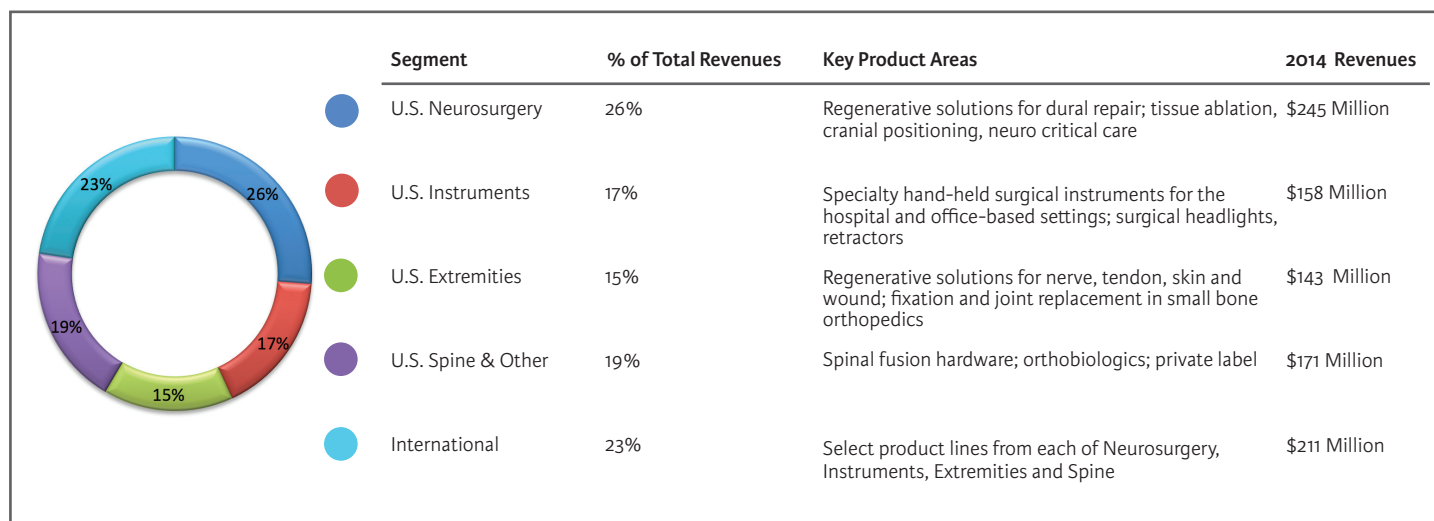 Segment % of Total Revenues Key Product Areas 2014 Revenues
U.S. Neurosurgery 26% Regenerative solutions for dural repair; tissue ablation, $245 Million
cranial positioning, neuro critical care
U.S. Instruments 17% Specialty hand-held surgical instruments for the $158 Million
hospital and office-based settings; surgical headlights,
retractors
U.S. Extremities 15% Regenerative solutions for nerve, tendon, skin and $143 Million
wound; fixation and joint replacement in small bone
orthopedics
U.S. Spine & Other 19% Spinal fusion hardware; orthobiologics; private label $171 Million
International 23% Select product lines from each of Neurosurgery, $211 Million
Instruments, Extremities and Spine
23%
26%
19%
17%
15%